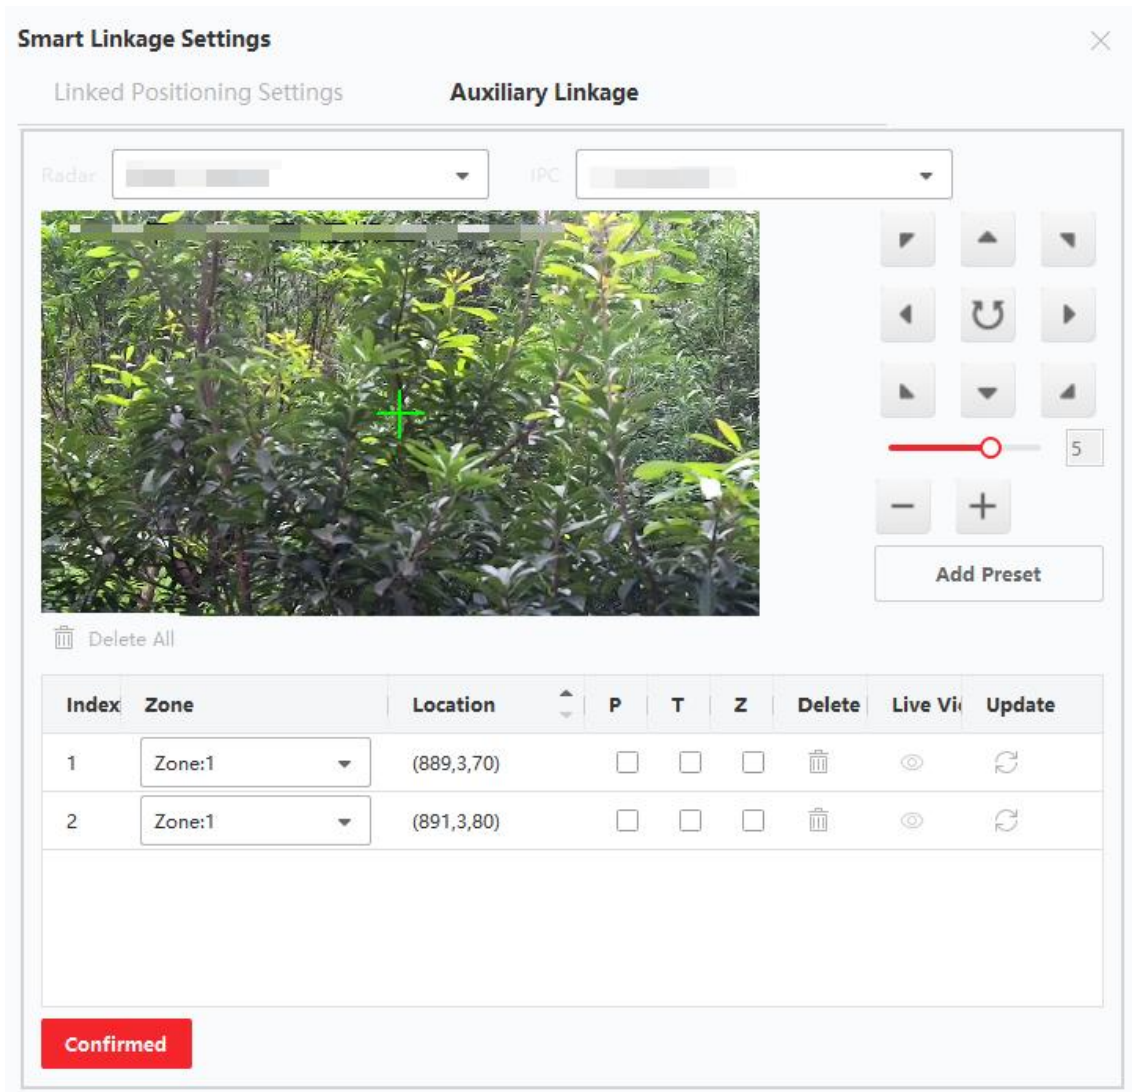 Smart Linkage Settings
Linked Positioning Settings Auxiliary Linkage
Radar IPC
5
Add Preset
Delete All
Index Zone Location P T Z Delete Live Vi Update
1 Zone:1 (889,3,70)
2 Zone:1 (891,3,80)
Confirmed